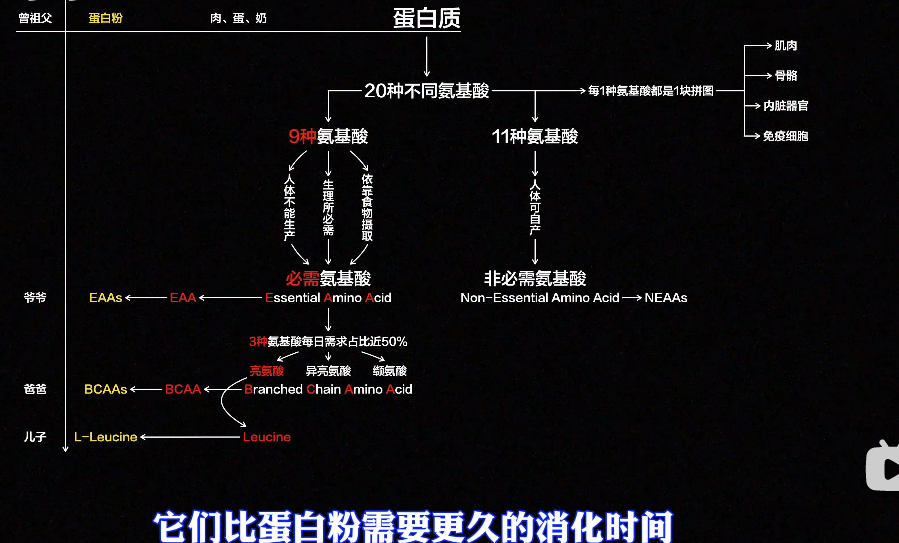 曾祖父 蛋白粉 肉、蛋、奶 蛋白质
20种不同氨基酸 每1种氨基酸都是1块拼图
肌肉
骨骼
内脏器官
免疫细胞
9种氨基酸 11种氨基酸
人体不能生产
生理所必需
依靠食物摄取
人体可自产
必需氨基酸 非必需氨基酸
爷爷 EAAs EAA Essential Amino Acid Non-Essential Amino Acid NEAAs
3种氨基酸每日需求占比近50%
亮氨酸 异亮氨酸 缬氨酸
爸爸 BCAAs BCAA Branched Chain Amino Acid
儿子 L-Leucine Leucine
它们比蛋白粉需要更久的消化时间